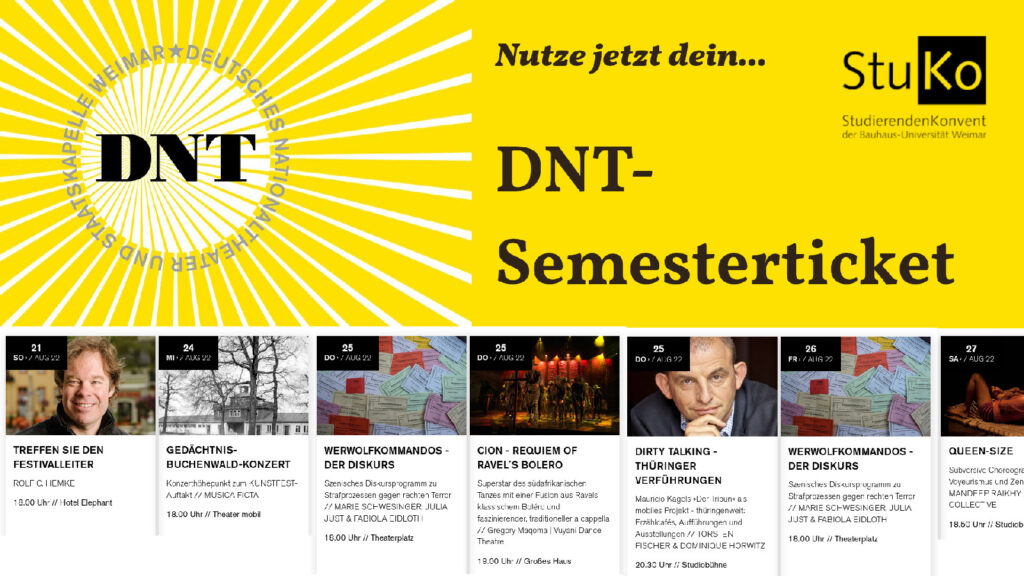 STAATSKAPELLE WEIMAR★DEUTSCHES NATIONALTHEATER UND
DNT
Nutze jetzt dein...
DNT-
Semesterticket
StuKo
StudierendenKonvent
der Bauhaus-Universität Weimar
21
SO / AUG 22
TREFFEN SIE DEN
FESTIVALLEITER
ROLF C. HEMKE
18.00 Uhr // Hotel Elephant
24
MI / AUG 22
GEDÄCHTNIS-
BUCHENWALD-KONZERT
Konzerthöhepunkt zum KUNSTFEST-
Auftakt // MUSICA FICTA
18.00 Uhr // Theater mobil
25
DO / AUG 22
WERWOLFKOMMANDOS -
DER DISKURS
Szenisches Diskursprogramm zu
Strafprozessen gegen rechten Terror
// MARIE SCHWESINGER, JULIA
JUST & FABIOLA EIDLOTH
18.00 Uhr // Theaterplatz
25
DO / AUG 22
CION - REQUIEM OF
RAVEL´S BOLERO
Superstar des südafrikanischen
Tanzes mit einer Fusion aus Ravels
klassischem Boléro und
faszinierender, traditioneller a cappella
// Gregory Maqoma | Vuyani Dance
Theatre
18.00 Uhr // Großes Haus
25
DO / AUG 22
DIRTY TALKING -
THÜRINGER
VERFÜHRUNGEN
Mauricio Kagels »Der Tribun« als
mobiles Projekt - thüringenweit:
Erzählcafés, Aufführungen und
Ausstellungen // TORSTEN
FISCHER & DOMINIQUE HORWITZ
20.30 Uhr // Studiobühne
26
FR / AUG 22
WERWOLFKOMMANDOS -
DER DISKURS
Szenisches Diskursprogramm zu
Strafprozessen gegen rechten Terror
// MARIE SCHWESINGER, JULIA
JUST & FABIOLA EIDLOTH
18.00 Uhr // Theaterplatz
27
SA / AUG 22
QUEEN-SIZE
Subversive Choreogra
Voyeurismus und Zen
MANDEEP RAIKHY
COLLECTIVE
18.50 Uhr // Studiob